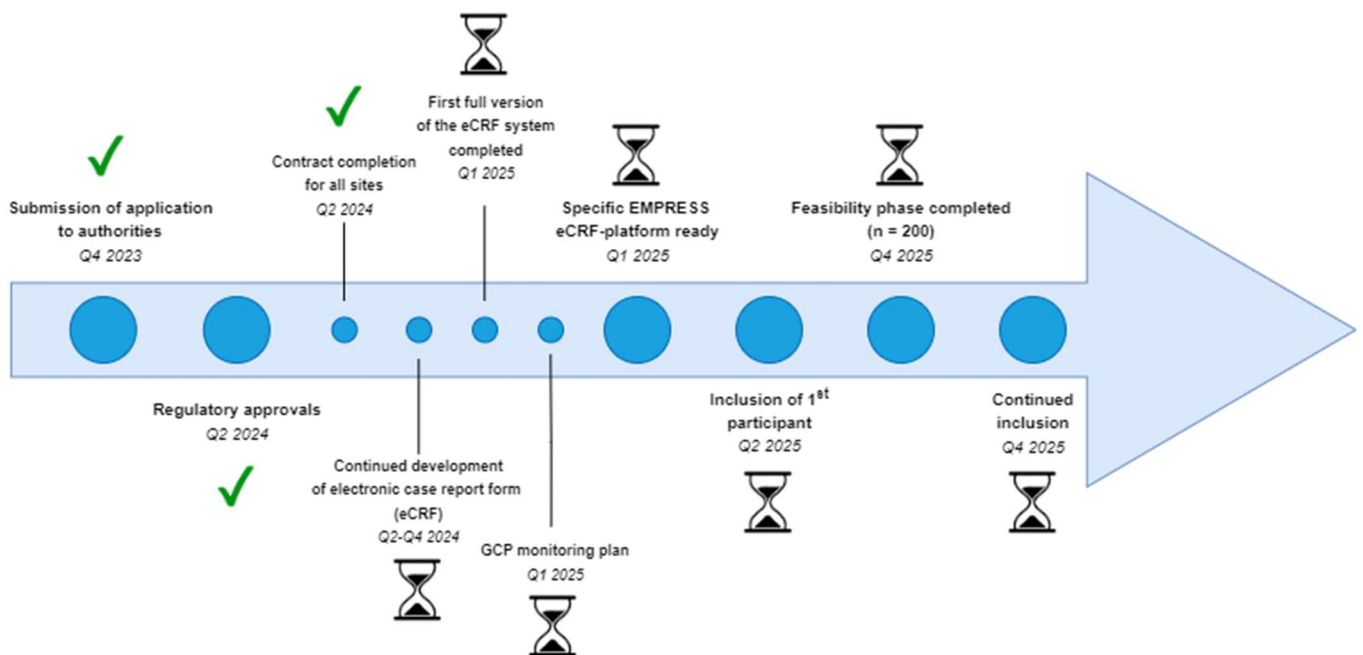 Submission of application
to authorities
Q4 2023
Regulatory approvals
Q2 2024
Contract completion
for all sites
Q2 2024
Continued development
of electronic case report form
(eCRF)
Q2-Q4 2024
First full version
of the eCRF system
completed
Q1 2025
GCP monitoring plan
Q1 2025
Specific EMPRESS
eCRF-platform ready
Q1 2025
Inclusion of 1st
participant
Q2 2025
Feasibility phase completed
(n = 200)
Q4 2025
Continued
inclusion
Q4 2025